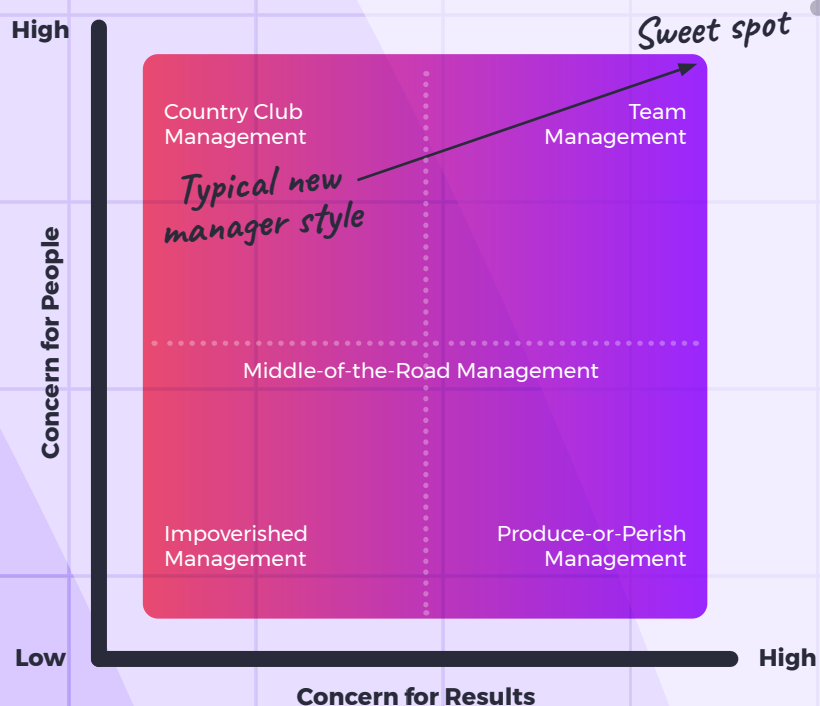 High
Sweet spot
Country Club
Management
Team
Management
Typical new
manager style
Concern for People
Middle-of-the-Road Management
Impoverished
Management
Produce-or-Perish
Management
Low
High
Concern for Results